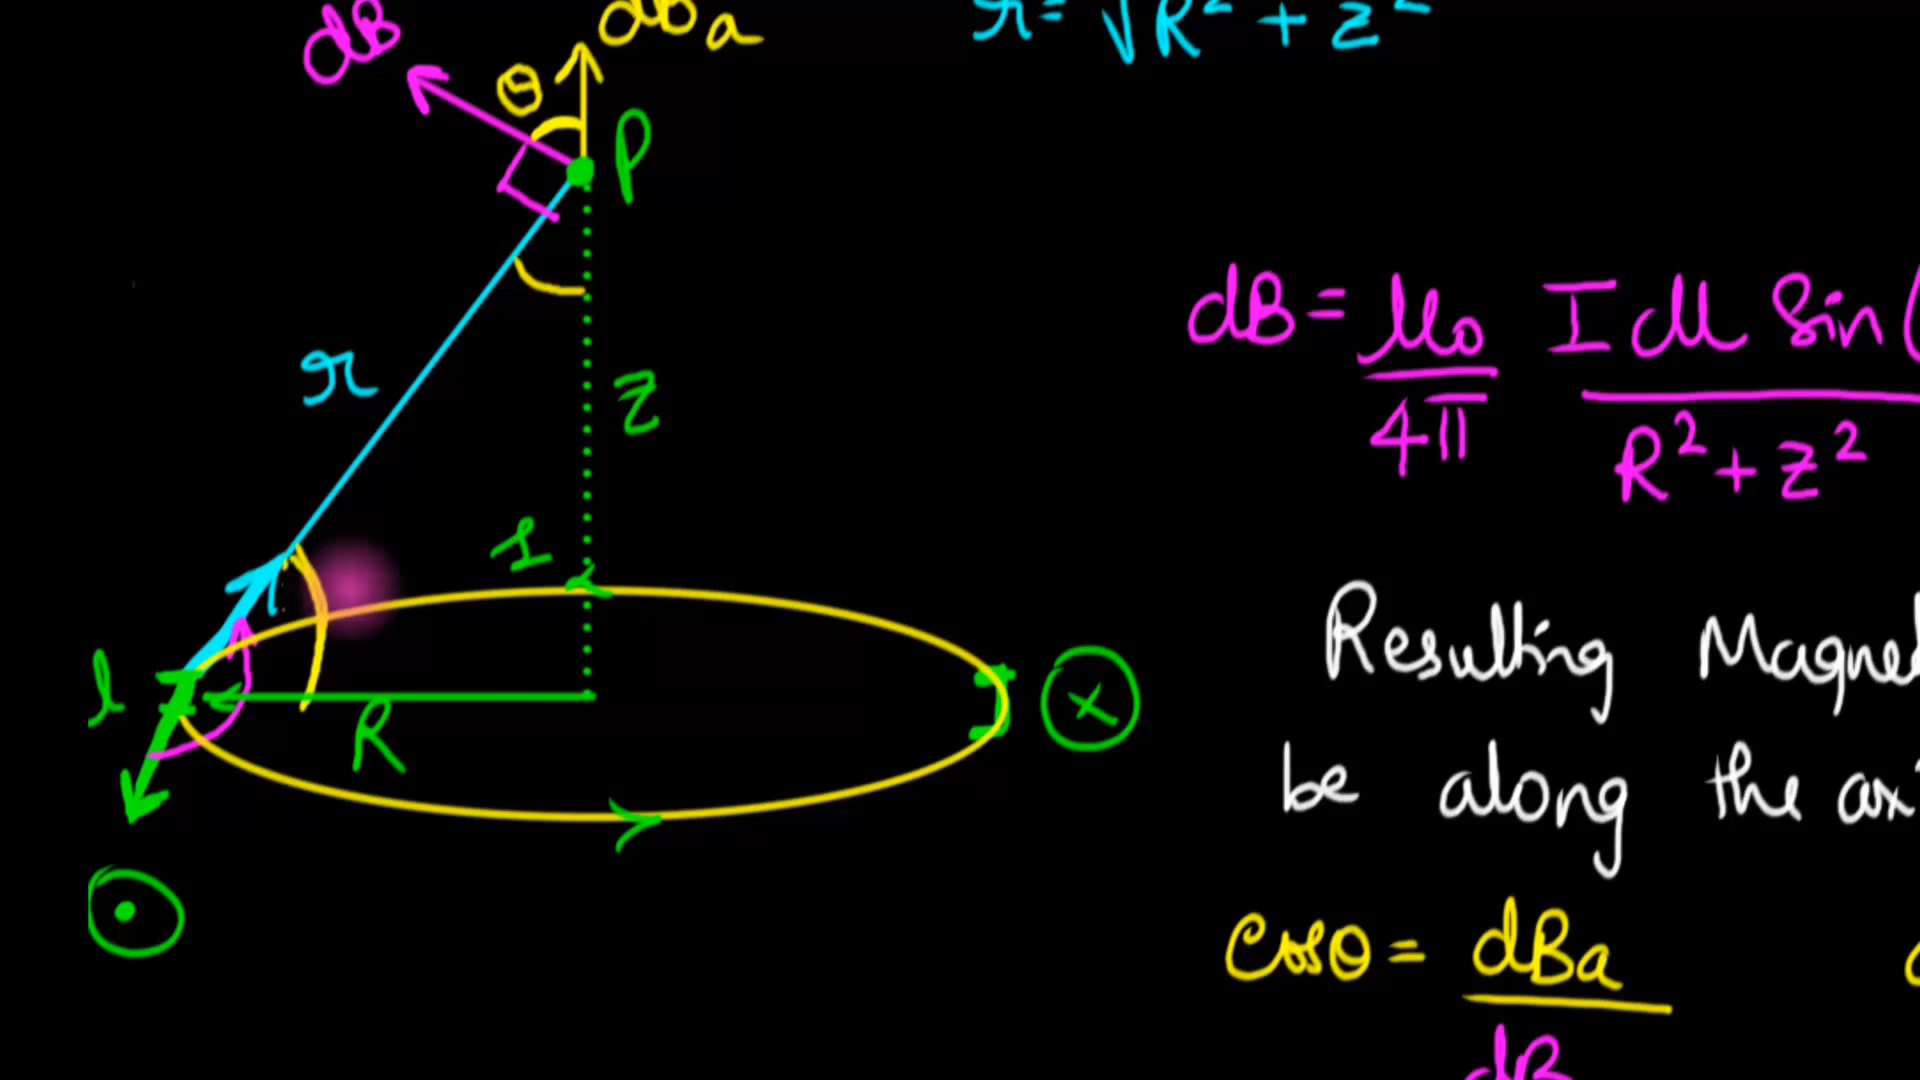 dB
dBa
r = √R² + z²
θ
P
dB = μ₀/4π I dl Sin( / R² + z²
r
z
I
Resulting Magne
l
R
x
be along the ax
Cosθ = dBa / dB